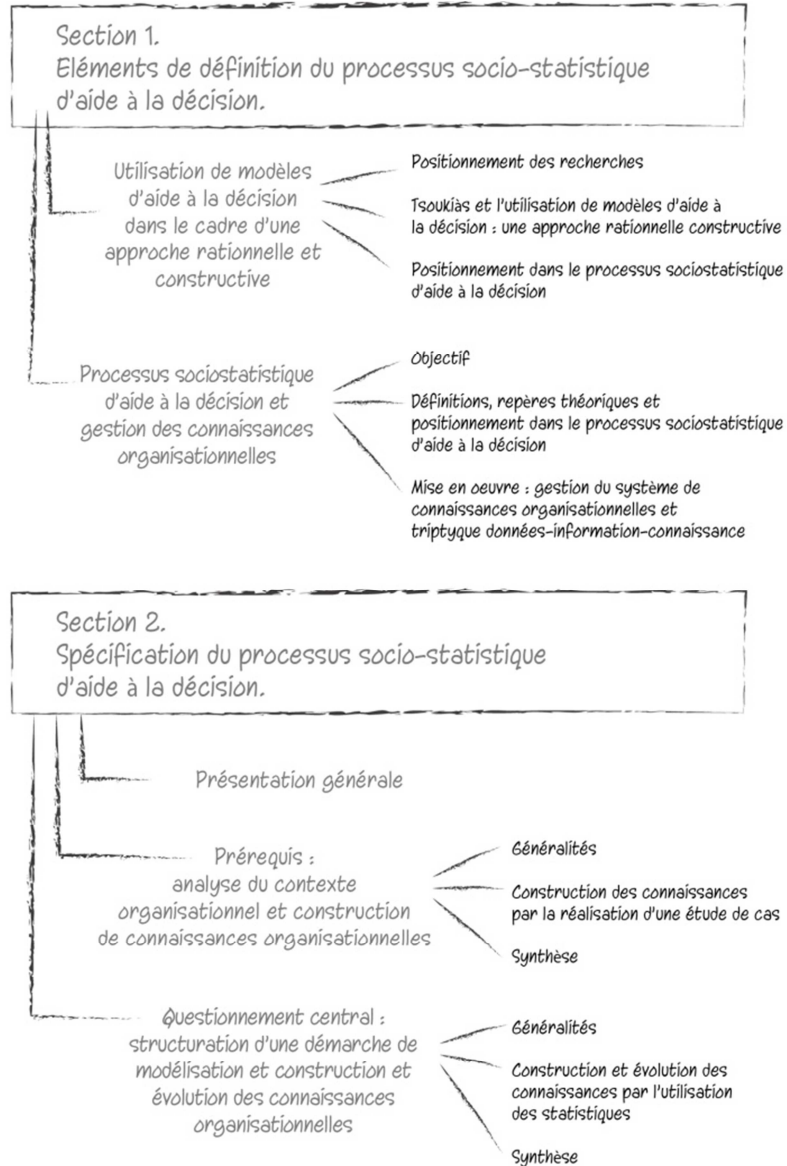 Section 1.
Eléments de définition du processus socio-statistique
d'aide à la décision.
Utilisation de modèles
d'aide à la décision
dans le cadre d'une
approche rationnelle et
constructive
Positionnement des recherches
Tsoukiàs et l'utilisation de modèles d'aide à
la décision : une approche rationnelle constructive
Positionnement dans le processus sociostatistique
d'aide à la décision
Processus sociostatistique
d'aide à la décision et
gestion des connaissances
organisationnelles
Objectif
Définitions, repères théoriques et
positionnement dans le processus sociostatistique
d'aide à la décision
Mise en oeuvre : gestion du système de
connaissances organisationnelles et
triptyque données-information-connaissance
Section 2.
Spécification du processus socio-statistique
d'aide à la décision.
Présentation générale
Prérequis :
analyse du contexte
organisationnel et construction
de connaissances organisationnelles
Généralités
Construction des connaissances
par la réalisation d'une étude de cas
Synthèse
Questionnement central :
structuration d'une démarche de
modélisation et construction et
évolution des connaissances
organisationnelles
Généralités
Construction et évolution des
connaissances par l'utilisation
des statistiques
Synthèse